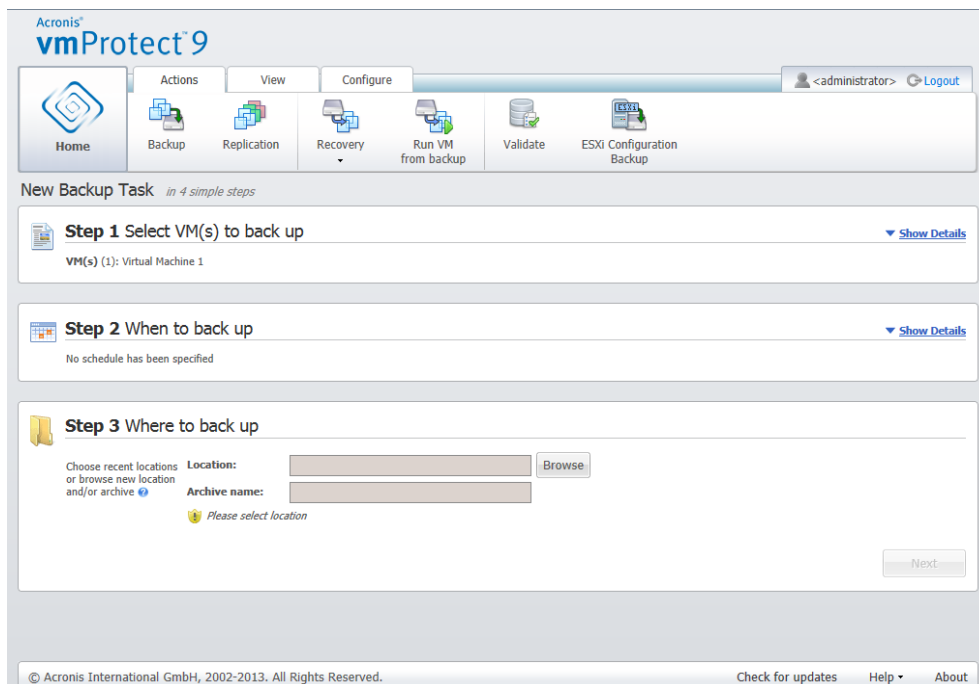 Acronis®
vmProtect™ 9
Actions View Configure
<administrator> Logout
Home
Backup
Replication
Recovery
Run VM
from backup
Validate
ESXi
ESXi Configuration
Backup
New Backup Task in 4 simple steps
Step 1 Select VM(s) to back up
Show Details
VM(s) (1): Virtual Machine 1
Step 2 When to back up
Show Details
No schedule has been specified
Step 3 Where to back up
Choose recent locations
or browse new location
and/or archive ?
Location:
Browse
Archive name:
Please select location
Next
© Acronis International GmbH, 2002-2013. All Rights Reserved.
Check for updates Help About